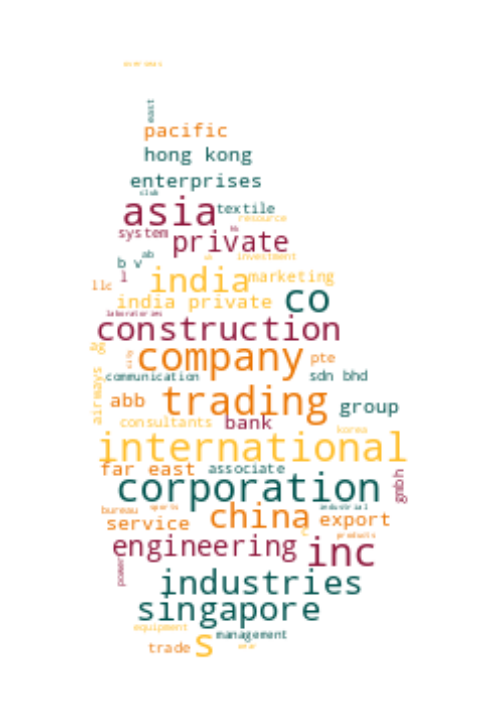 overseas
east
pacific
hong kong
enterprises
club
asia textile
resource
system private
b v ab investment
l india marketing
llc
india private co
laboratories
construction
company pte
communication sdn bhd
airways abb trading group
consultants bank
korea
international
far east associate
corporation gmbh
bureau sports china industrial
service export
products
engineering inc
power
industries
singapore
equipment s management
trade